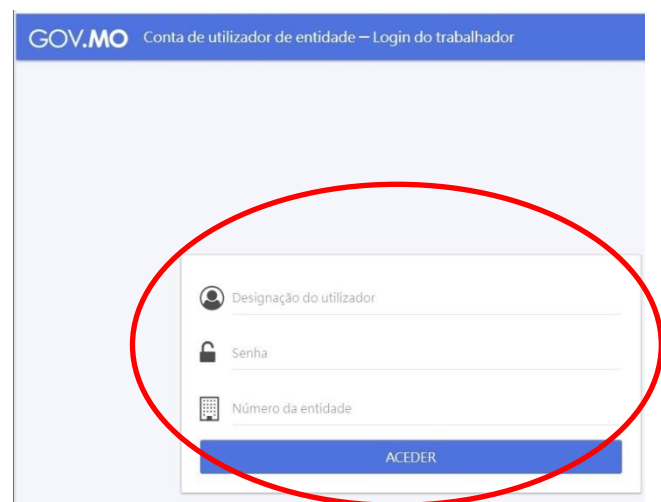 GOV.MO Conta de utilizador de entidade — Login do trabalhador
Designação do utilizador
Senha
Número da entidade
ACEDER